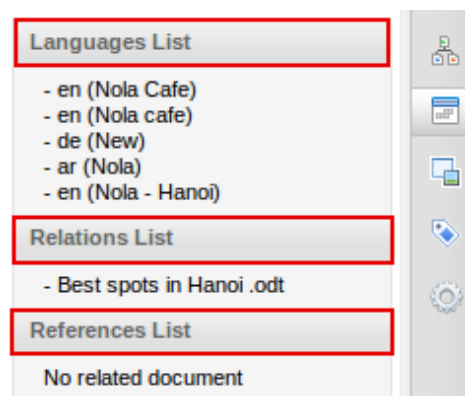 Languages List
- en (Nola Cafe)
- en (Nola cafe)
- de (New)
- ar (Nola)
- en (Nola - Hanoi)
Relations List
- Best spots in Hanoi .odt
References List
No related document